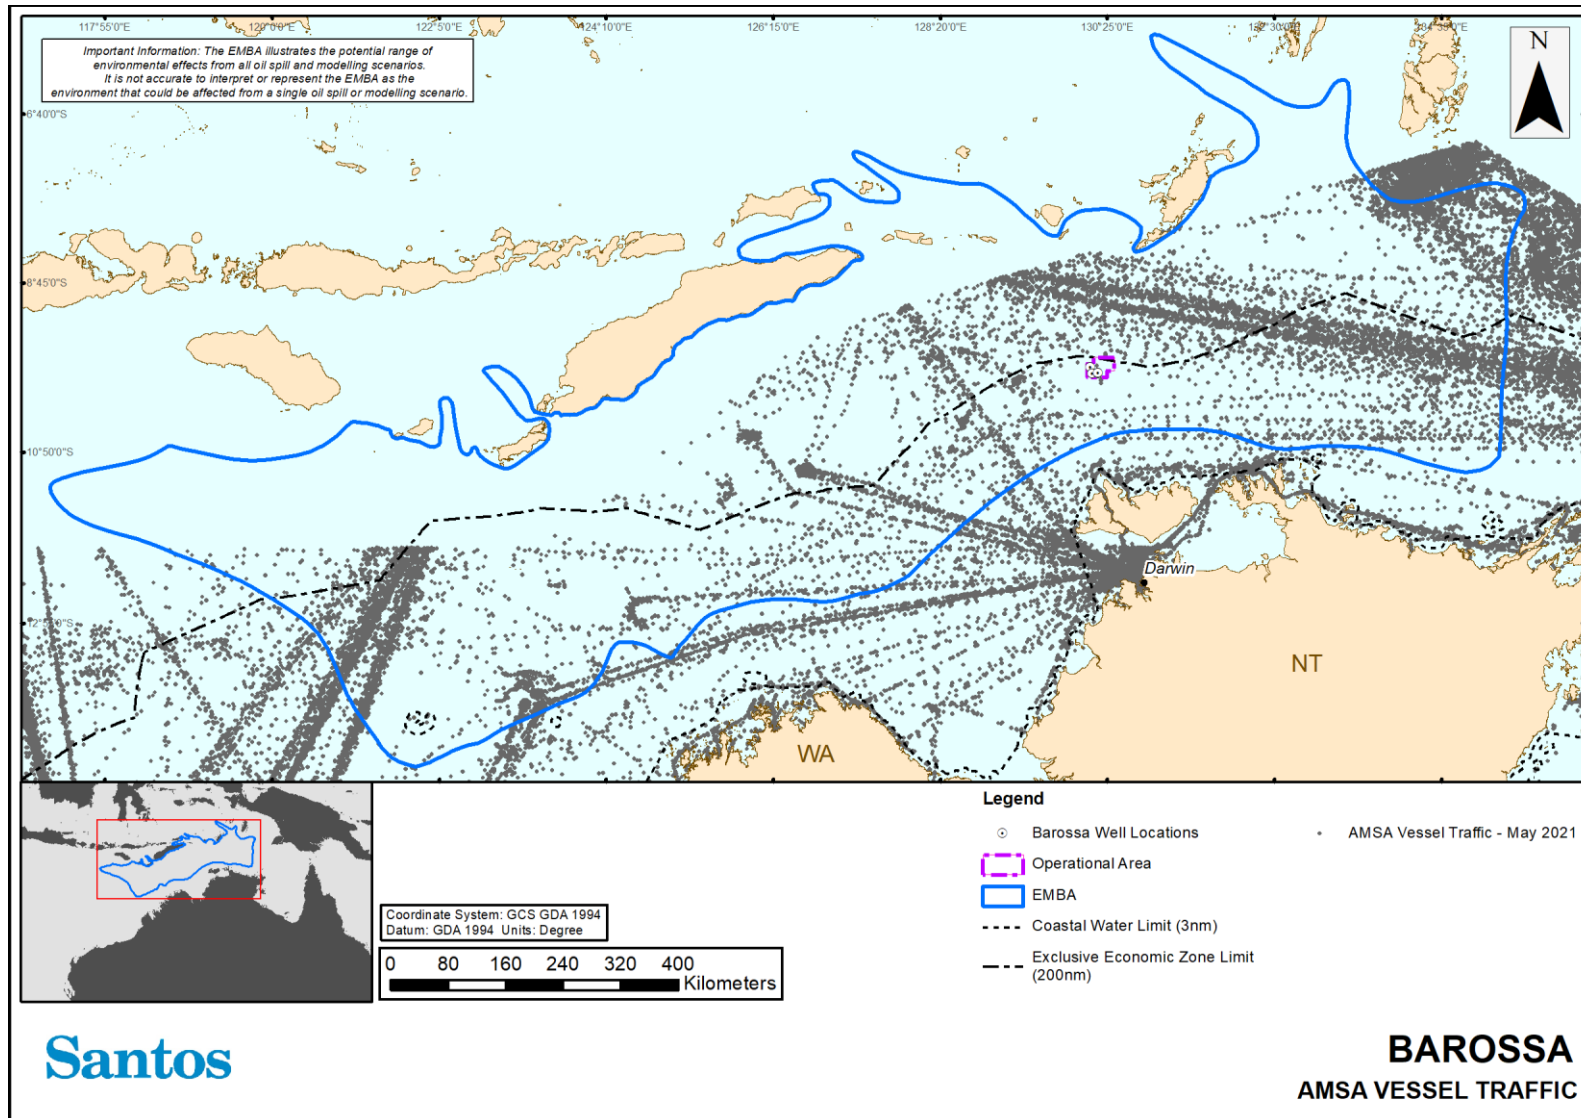 117°55'0"E
122°5'0"E
124°10'0"E
126°15'0"E
128°20'0"E
130°25'0"E
Important Information: The EMBA illustrates the potential range of
environmental effects from all oil spill and modelling scenarios.
It is not accurate to interpret or represent the EMBA as the
environment that could be affected from a single oil spill or modelling scenario.
N
6°40'0"S
8°45'0"S
10°50'0"S
Darwin
NT
WA
Legend
Barossa Well Locations
AMSA Vessel Traffic - May 2021
Operational Area
EMBA
Coastal Water Limit (3nm)
Exclusive Economic Zone Limit
(200nm)
Coordinate System: GCS GDA 1994
Datum: GDA 1994 Units: Degree
0 80 160 240 320 400
Kilometers
Santos
BAROSSA
AMSA VESSEL TRAFFIC